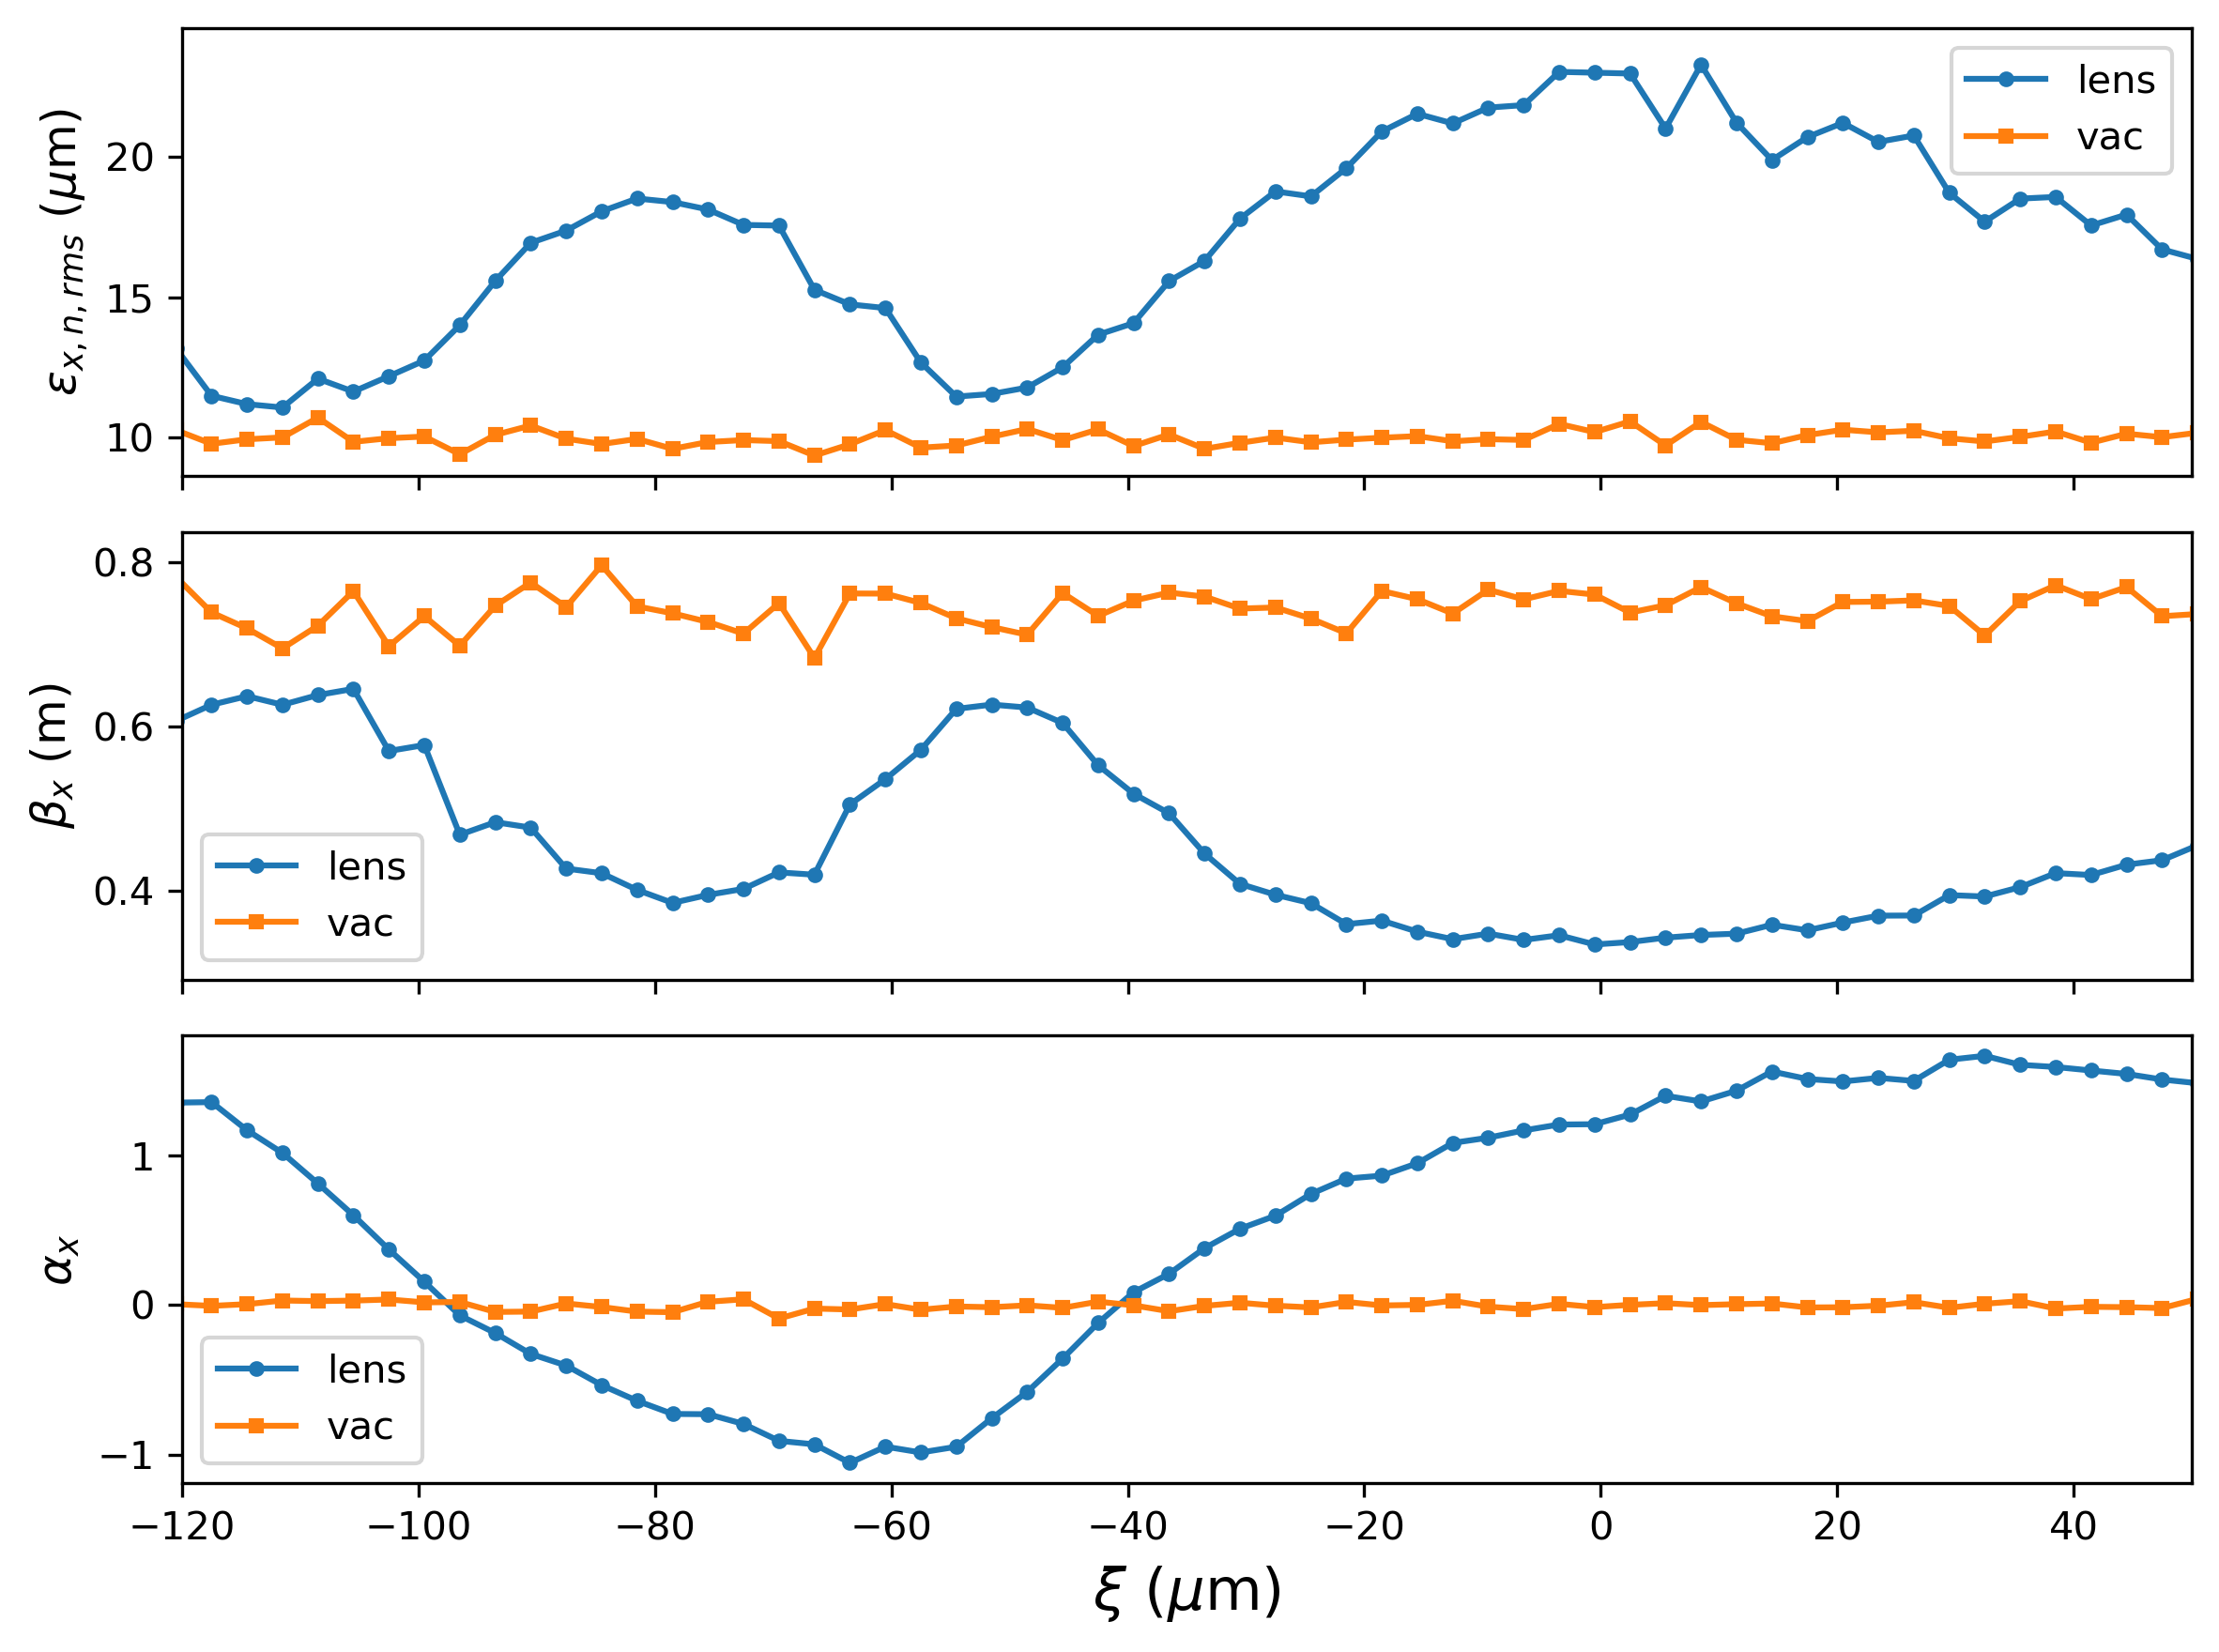 ε_{x,n,rms} (μm)
20
15
10
lens
vac
β_x (m)
0.8
0.6
0.4
lens
vac
α_x
1
0
−1
lens
vac
−120 −100 −80 −60 −40 −20 0 20 40
ξ (μm)